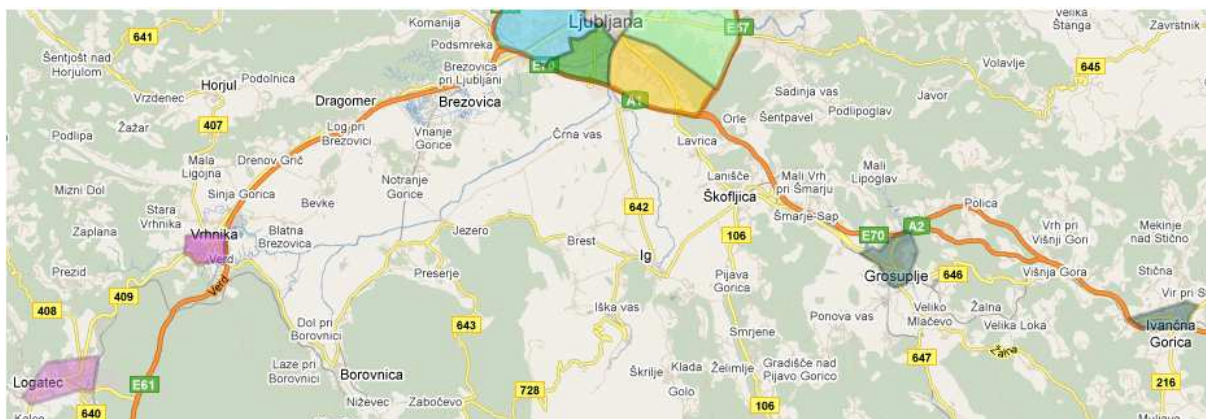 Komanija
Ljubljana
E57
Velika Štanga
Zavrstnik
641
Podsmreka
Šentjošt nad Horjulom
Podolnica
Brezovica pri Ljubljani
E70
Volavlje
645
Horjul
Vrzdenec
Dragomer
Brezovica
A1
Sadinja vas
Javor
Podlipoglav
Šentpavel
Orle
Podlipa
Žažar
407
Log pri Brezovici
Vnanje Gorice
Črna vas
Lavrica
Mala Ligojna
Drenov Grič
Mali Lipoglav
Mali Vrh pri Šmarju
Lanišče
Mizni Dol
Sinja Gorica
Notranje Gorice
Škofljica
Bevke
642
Polica
Stara Vrhnika
Šmarje-Sap
A2
Zaplana
Vrhnika
Blatna Brezovica
Jezero
Brest
106
E70
Vrh pri Višnji Gori
Mekinje nad Stično
Verd
Ig
Prezid
Preserje
Pijava Gorica
Grosuplje
646
Višnja Gora
Stična
409
Verd
408
Iška vas
Ponova vas
Veliko Mlačevo
Žalna
Velika Loka
Vir pri S
Dol pri Borovnici
643
Smrjene
Ivančna Gorica
Laze pri Borovnici
Borovnica
Škrilje
Klada
Želimlje
Gradišče nad Pijavo Gorico
647
Žalna
Logatec
E61
Golo
216
640
Niževec
Zabočevo
728
106
Kalce
Muljava